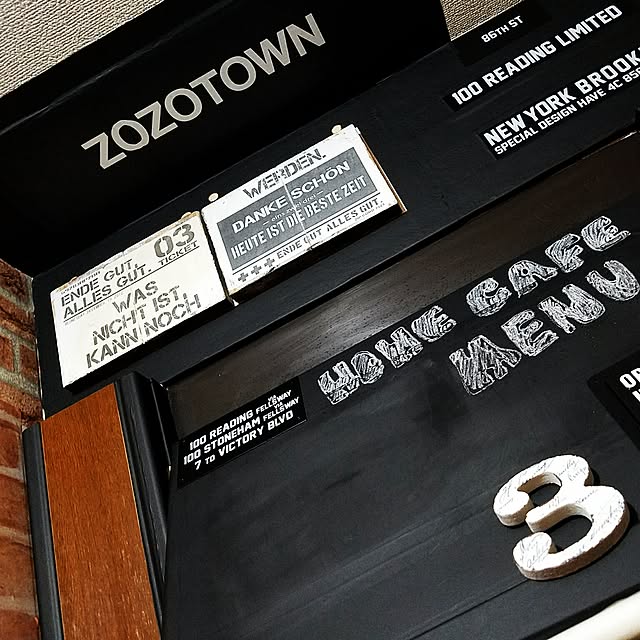 ZOZOTOWN
86TH ST
100 READING LIMITED
NEW YORK BROOK
SPECIAL DESIGN HAVE 4C
WERDEN.
DANKE SCHÖN
HEUTE IST DIE BESTE ZEIT
+++ ENDE GUT ALLES GUT.
03
TICKET
ENDE GUT
ALLES GUT.
WAS
NICHT IST,
KANN NOCH
HOME CAFE
MENU
TO
100 READING FELLSWAY
100 STONEHAM FELLSWAY
7 TO VICTORY BLVD
3